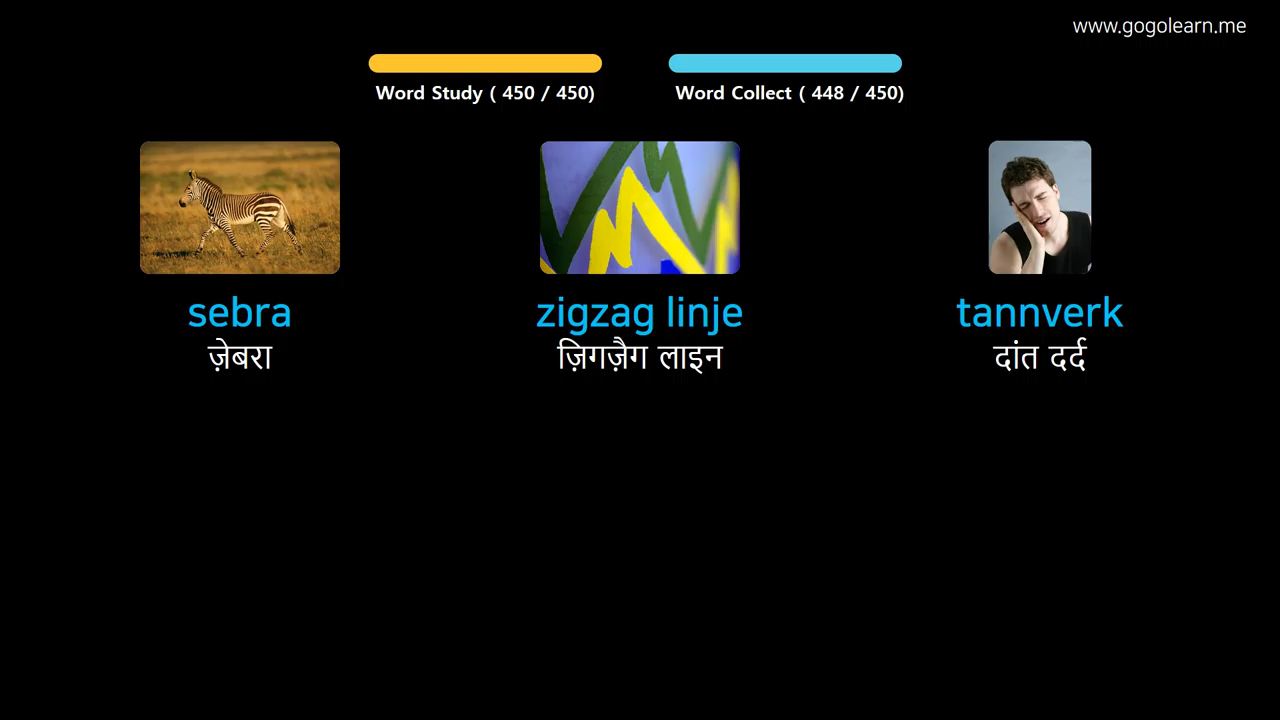 www.gogolearn.me
Word Study ( 450 / 450)
Word Collect ( 448 / 450)
sebra
zigzag linje
tannverk
ज़ेबरा
ज़िगज़ैग लाइन
दांत दर्द